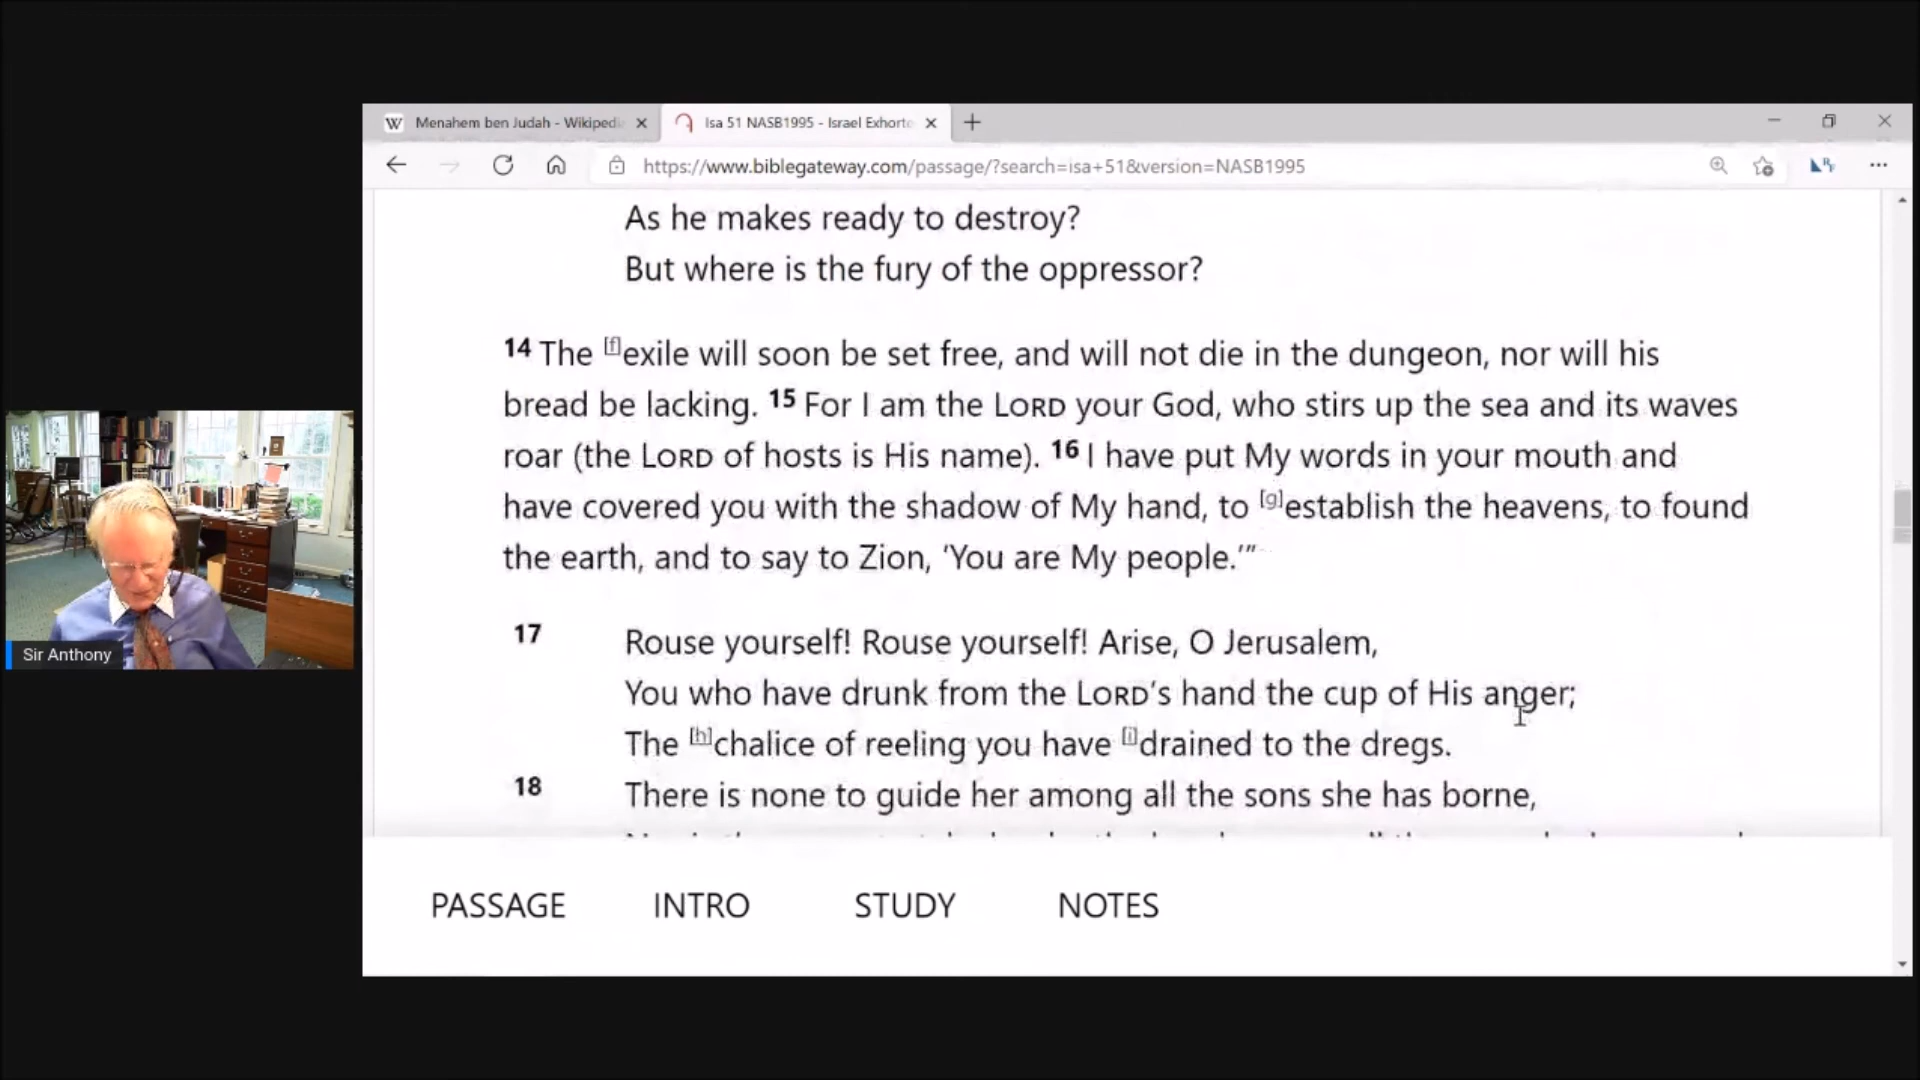 Menahem ben Judah - Wikipedi
Isa 51 NASB1995 - Israel Exhorte
https://www.biblegateway.com/passage/?search=isa+51&version=NASB1995
As he makes ready to destroy?
But where is the fury of the oppressor?
14 The [f]exile will soon be set free, and will not die in the dungeon, nor will his
bread be lacking. 15 For I am the LORD your God, who stirs up the sea and its waves
roar (the LORD of hosts is His name). 16 I have put My words in your mouth and
have covered you with the shadow of My hand, to [g]establish the heavens, to found
the earth, and to say to Zion, ‘You are My people.’”
17 Rouse yourself! Rouse yourself! Arise, O Jerusalem,
You who have drunk from the LORD’s hand the cup of His anger;
The [h]chalice of reeling you have [i]drained to the dregs.
18 There is none to guide her among all the sons she has borne,
PASSAGE INTRO STUDY NOTES
Sir Anthony